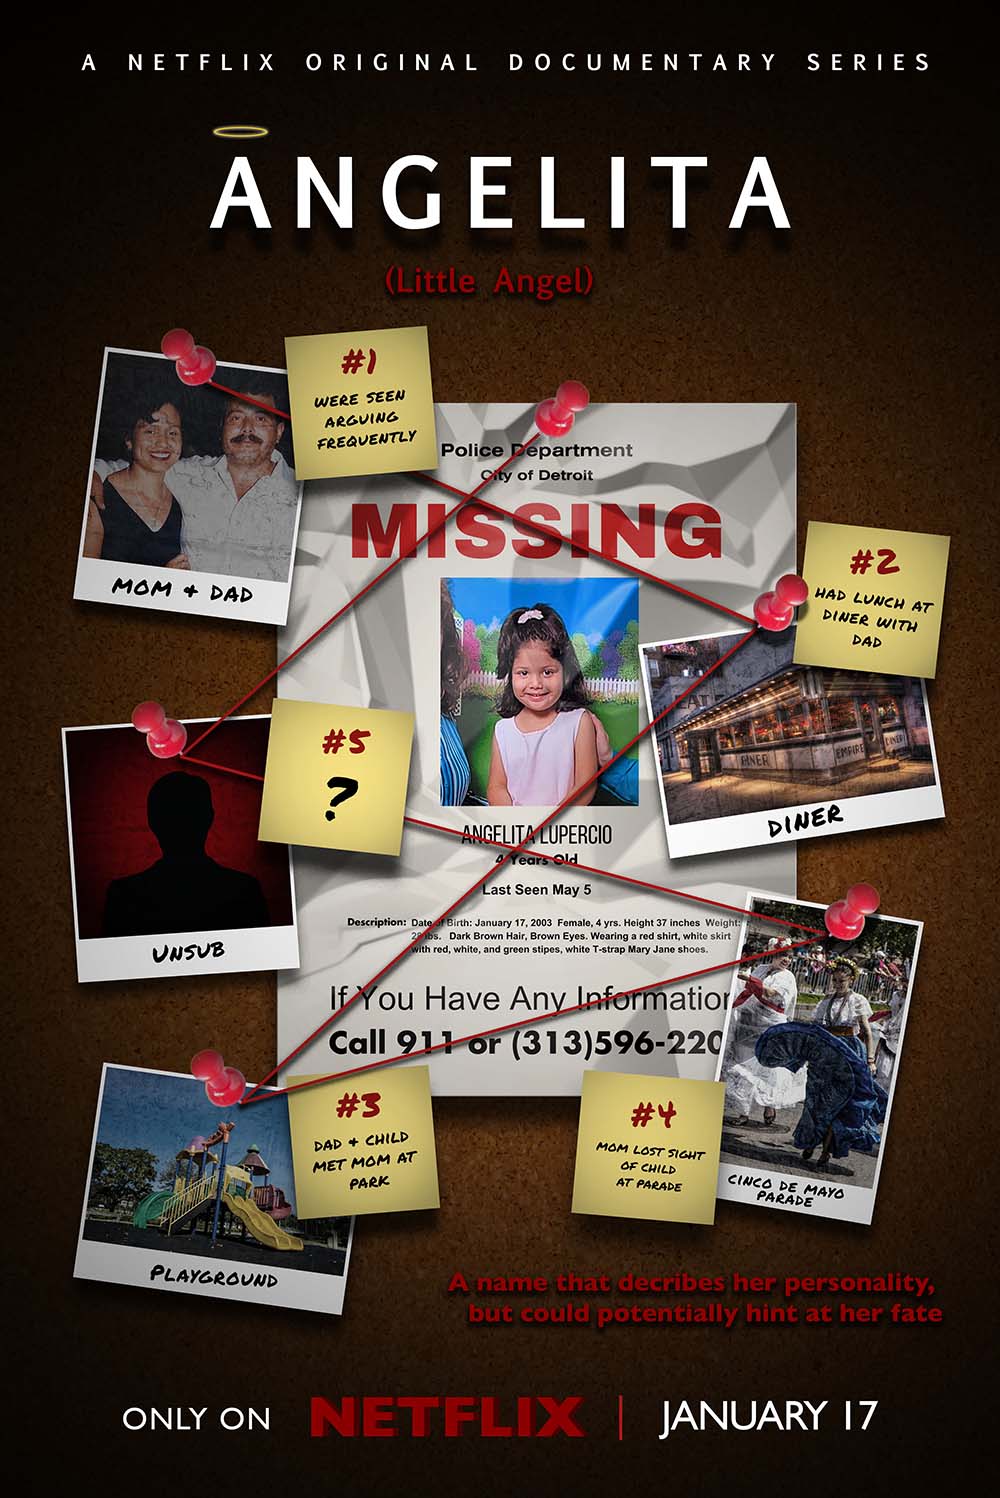 A NETFLIX ORIGINAL DOCUMENTARY SERIES
ANGELITA
(Little Angel)
#1
WERE SEEN
ARGUING
FREQUENTLY
MOM & DAD
Police Department
City of Detroit
MISSING
#2
HAD LUNCH AT
DINER WITH
DAD
EAT
DINER
EMPIRE
DINER
DINER
#5
?
UNSUB
ANGELITA LUPERCIO
4 Years Old
Last Seen May 5
Description: Date of Birth: January 17, 2003 Female, 4 yrs. Height 37 inches Weight:
lbs. Dark Brown Hair, Brown Eyes. Wearing a red shirt, white skirt
with red, white, and green stipes, white T-strap Mary Jane shoes.
If You Have Any Information
Call 911 or (313)596-220
#3
DAD & CHILD
MET MOM AT
PARK
PLAYGROUND
#4
MOM LOST SIGHT
OF CHILD
AT PARADE
CINCO DE MAYO
PARADE
A name that decribes her personality,
but could potentially hint at her fate
ONLY ON NETFLIX | JANUARY 17